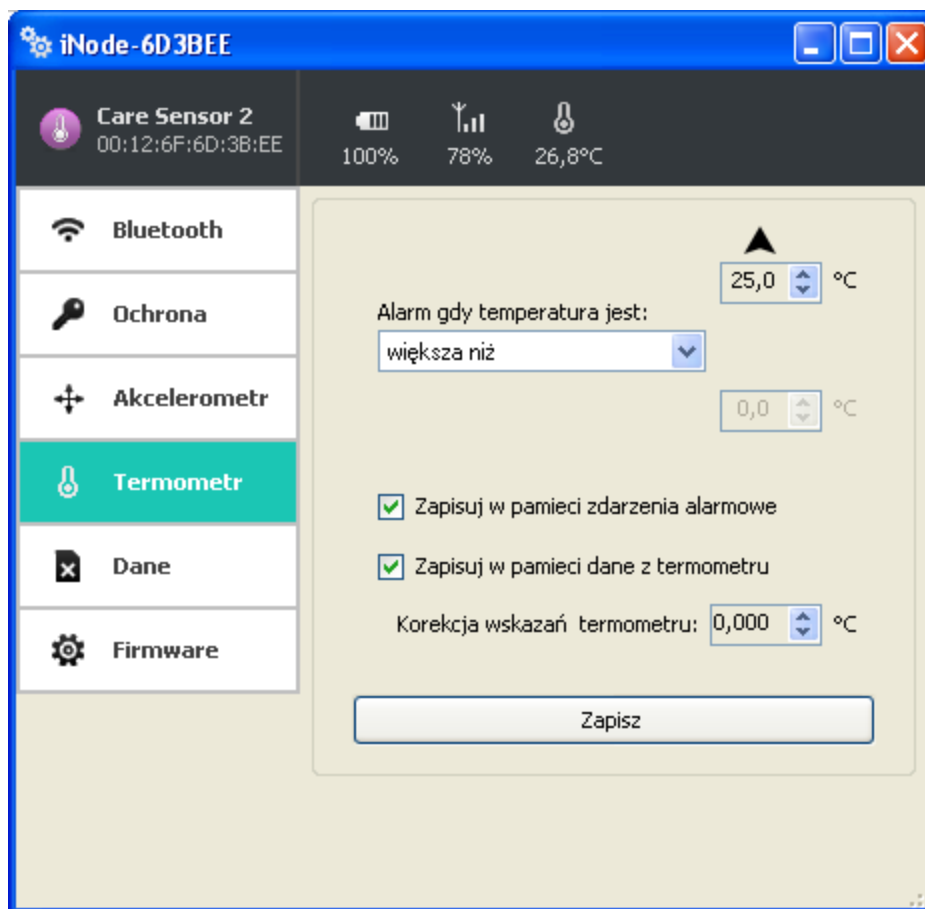 iNode-6D3BEE
Care Sensor 2
00:12:6F:6D:3B:EE
100% 78% 26,8°C
Bluetooth
Ochrona
Akcelerometr
Termometr
Dane
Firmware
25,0 °C
Alarm gdy temperatura jest:
większa niż
0,0 °C
Zapisuj w pamieci zdarzenia alarmowe
Zapisuj w pamieci dane z termometru
Korekcja wskazań termometru: 0,000 °C
Zapisz